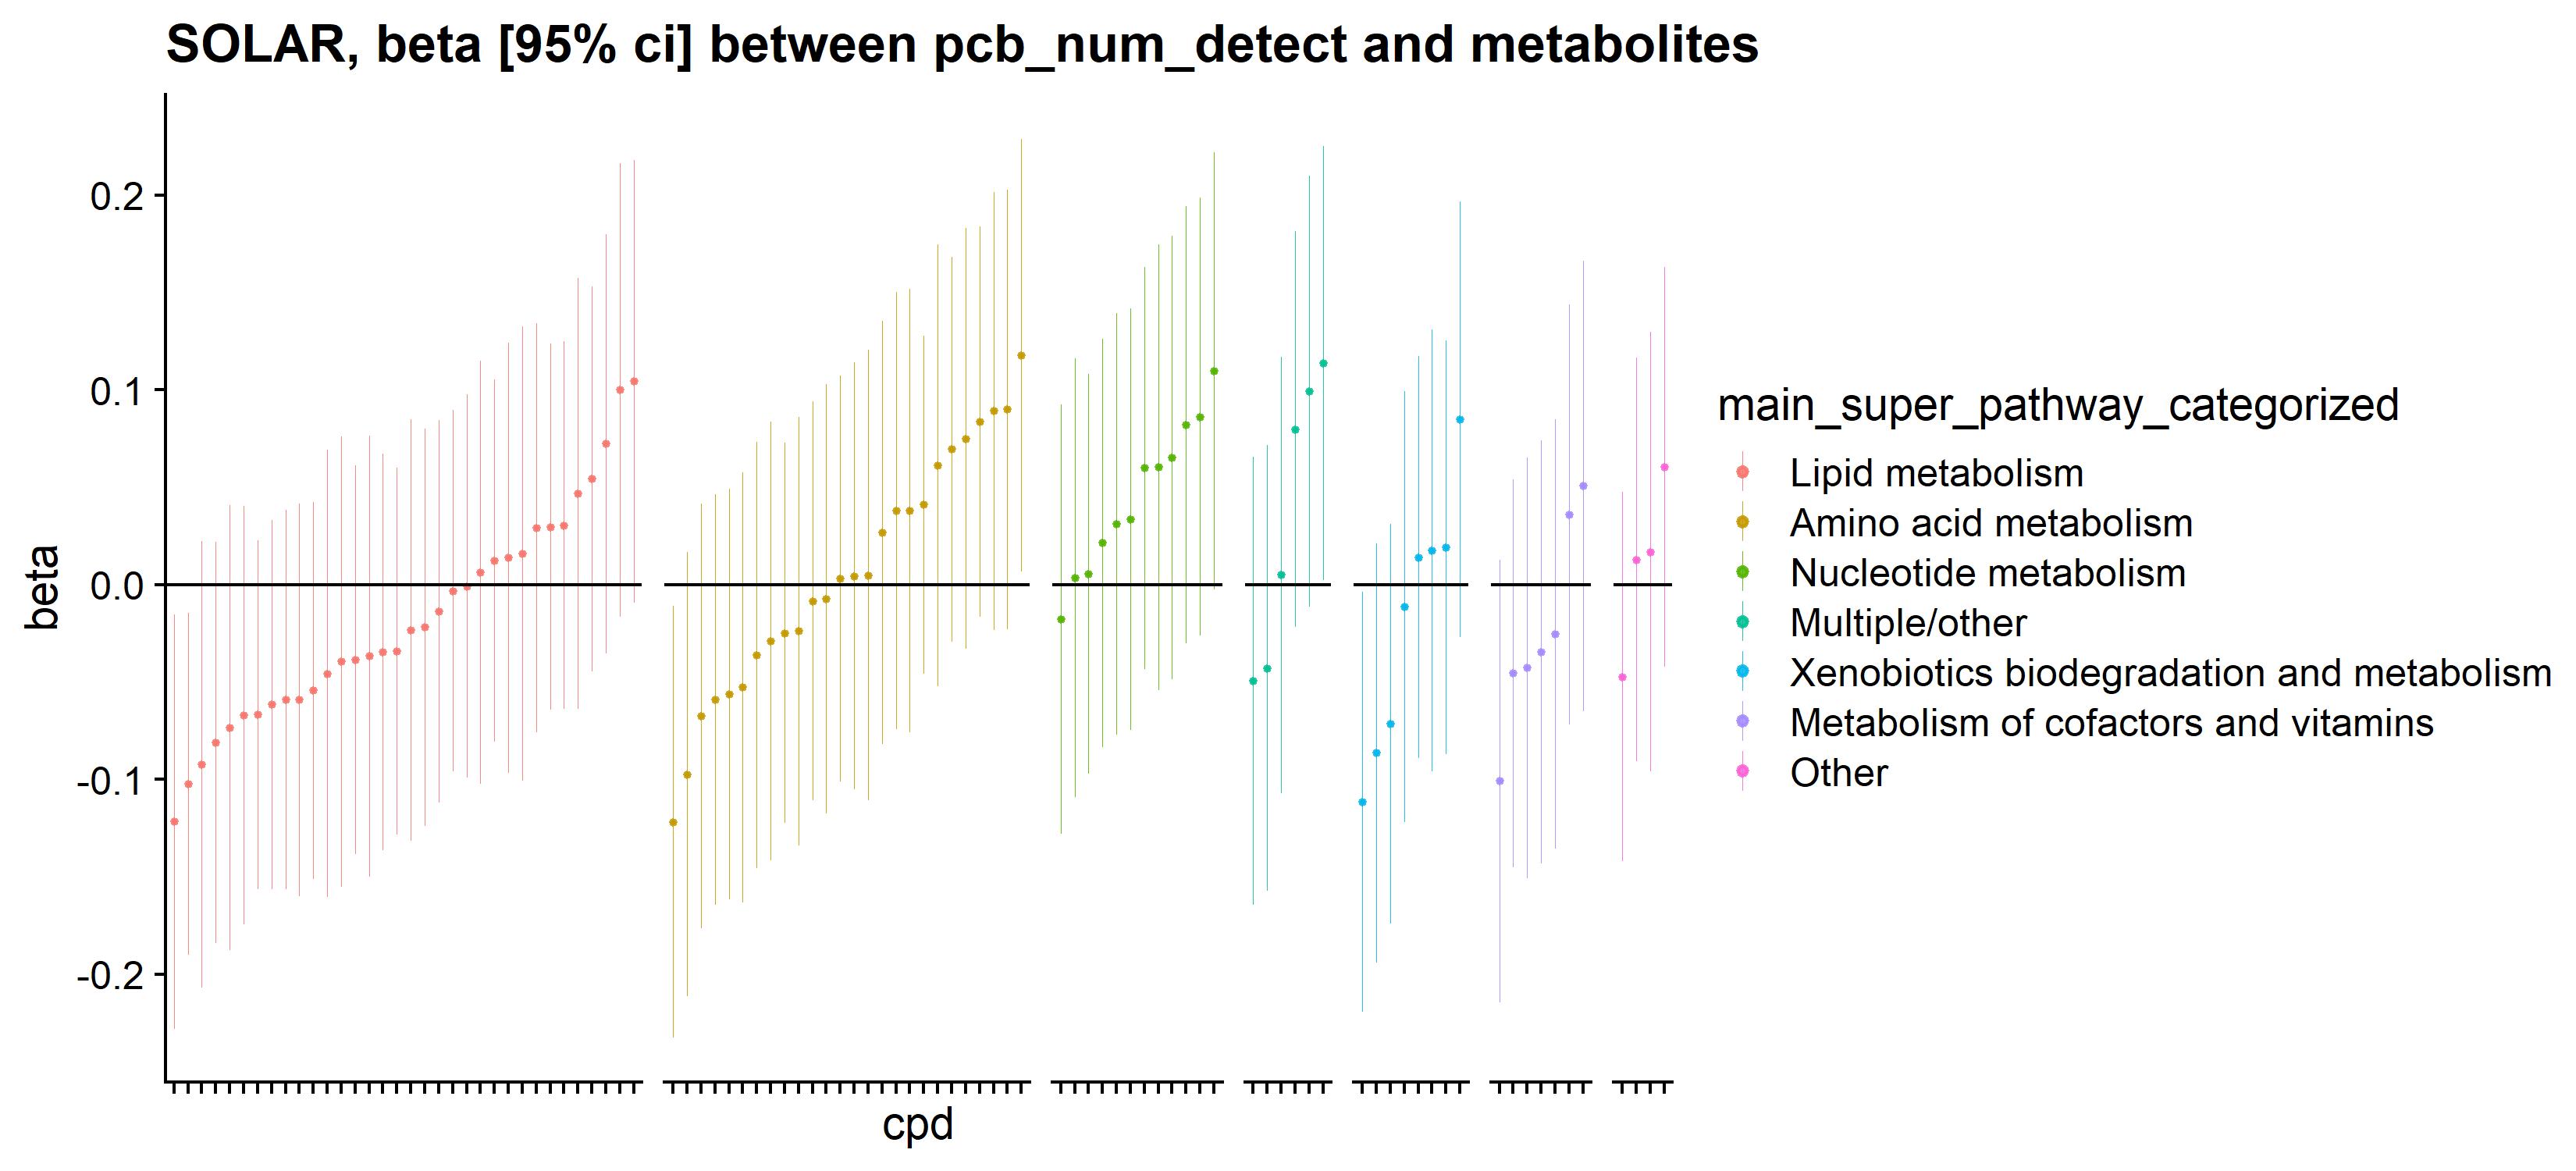 SOLAR, beta [95% ci] between pcb_num_detect and metabolites
beta
0.2
0.1
0.0
-0.1
-0.2
cpd
main_super_pathway_categorized
Lipid metabolism
Amino acid metabolism
Nucleotide metabolism
Multiple/other
Xenobiotics biodegradation and metabolism
Metabolism of cofactors and vitamins
Other